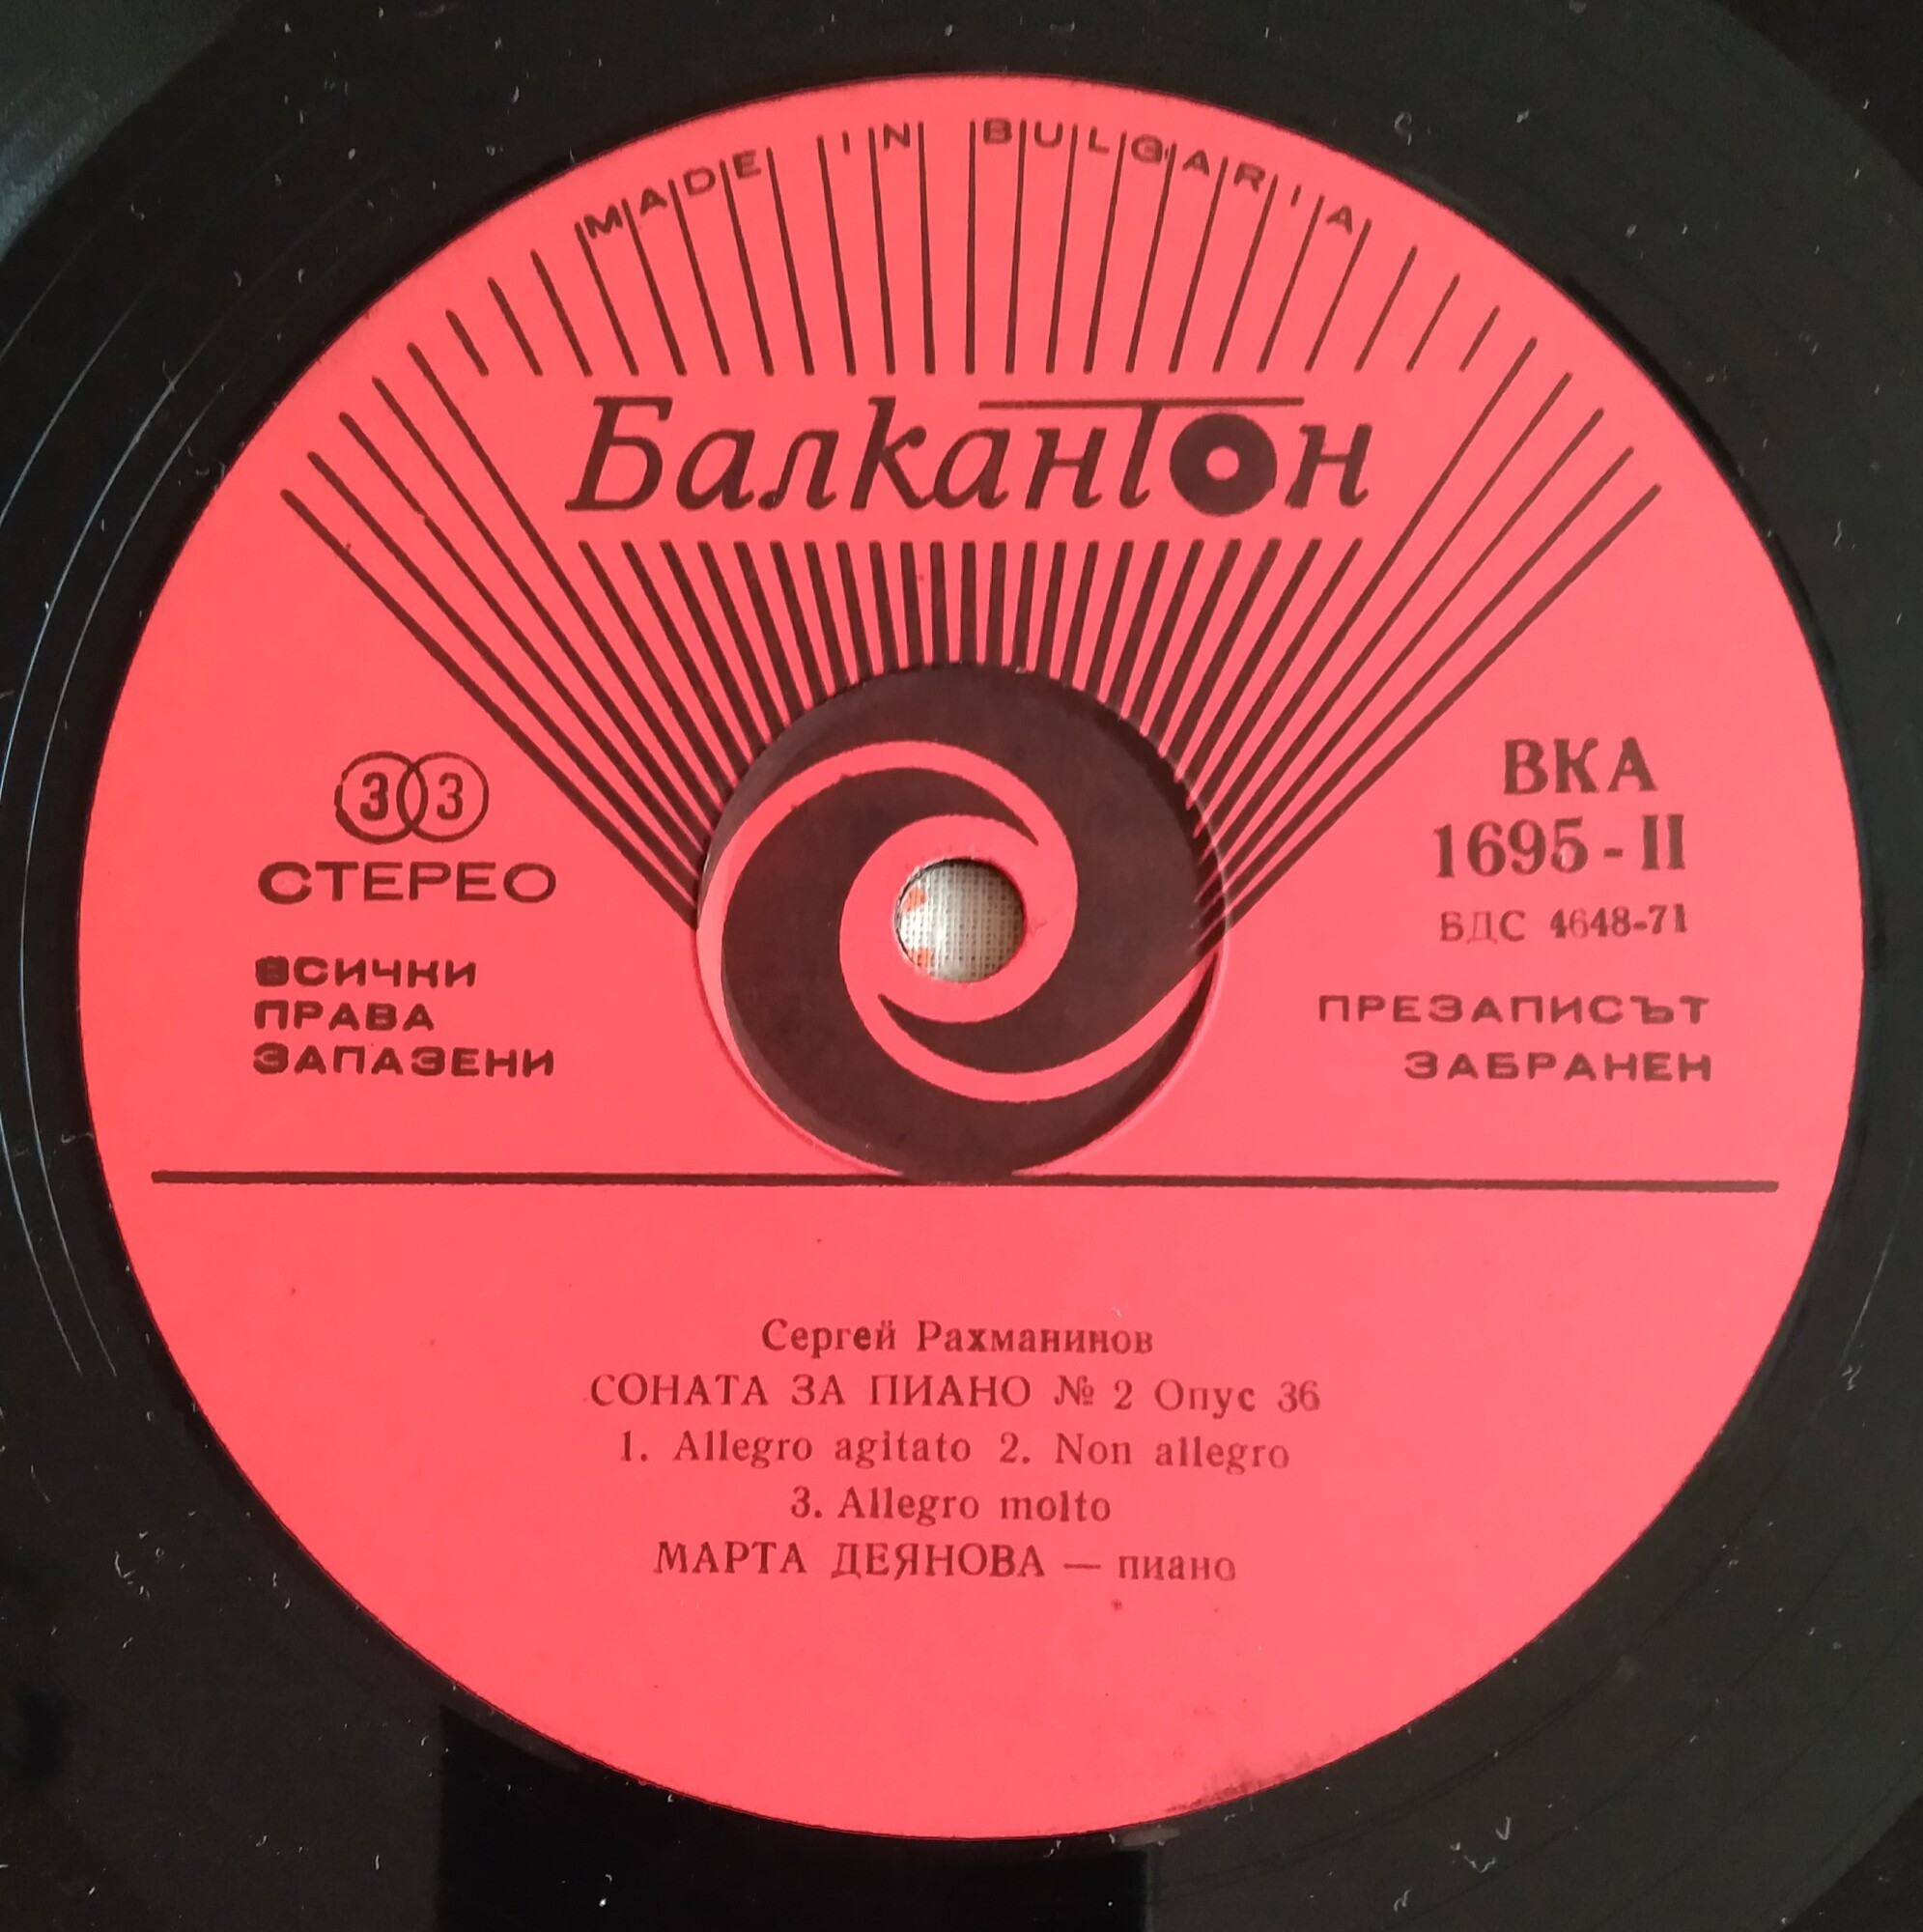 MADE IN BULGARIA
Балкантон
33
СТЕРЕО
ВСИЧКИ
ПРАВА
ЗАПАЗЕНИ
ВКА
1695-II
БДС 4648-71
ПРЕЗАПИСЪТ
ЗАБРАНЕН
Сергей Рахманинов
СОНАТА ЗА ПИАНО № 2 Опус 36
1. Allegro agitato 2. Non allegro
3. Allegro molto
МАРТА ДЕЯНОВА — пиано